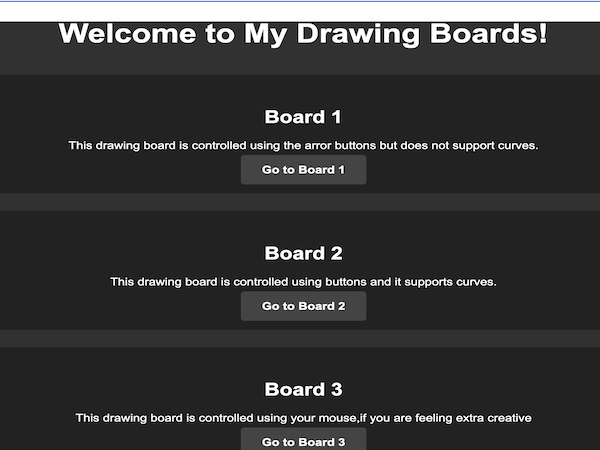 Welcome to My Drawing Boards!
Board 1
This drawing board is controlled using the arror buttons but does not support curves.
Go to Board 1
Board 2
This drawing board is controlled using buttons and it supports curves.
Go to Board 2
Board 3
This drawing board is controlled using your mouse,if you are feeling extra creative
Go to Board 3